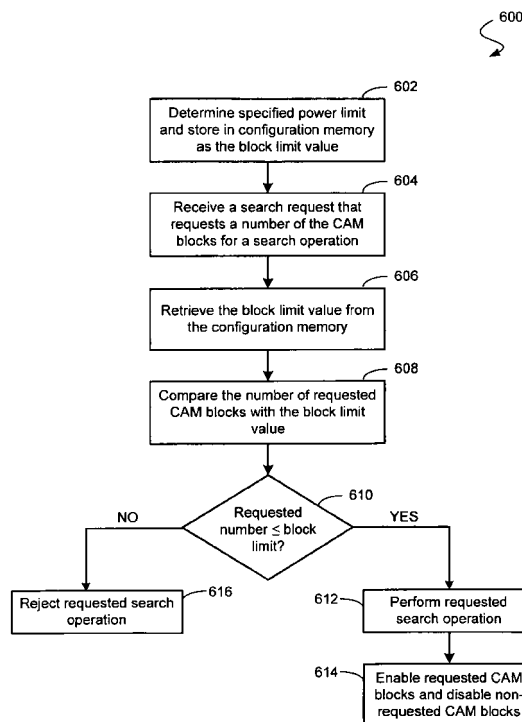 600
602
Determine specified power limit
and store in configuration memory
as the block limit value
604
Receive a search request that
requests a number of the CAM
blocks for a search operation
606
Retrieve the block limit value from
the configuration memory
608
Compare the number of requested
CAM blocks with the block limit
value
610
Requested
number ≤ block
limit?
NO
YES
Reject requested search
operation
616
612
Perform requested
search operation
614
Enable requested CAM
blocks and disable non-
requested CAM blocks